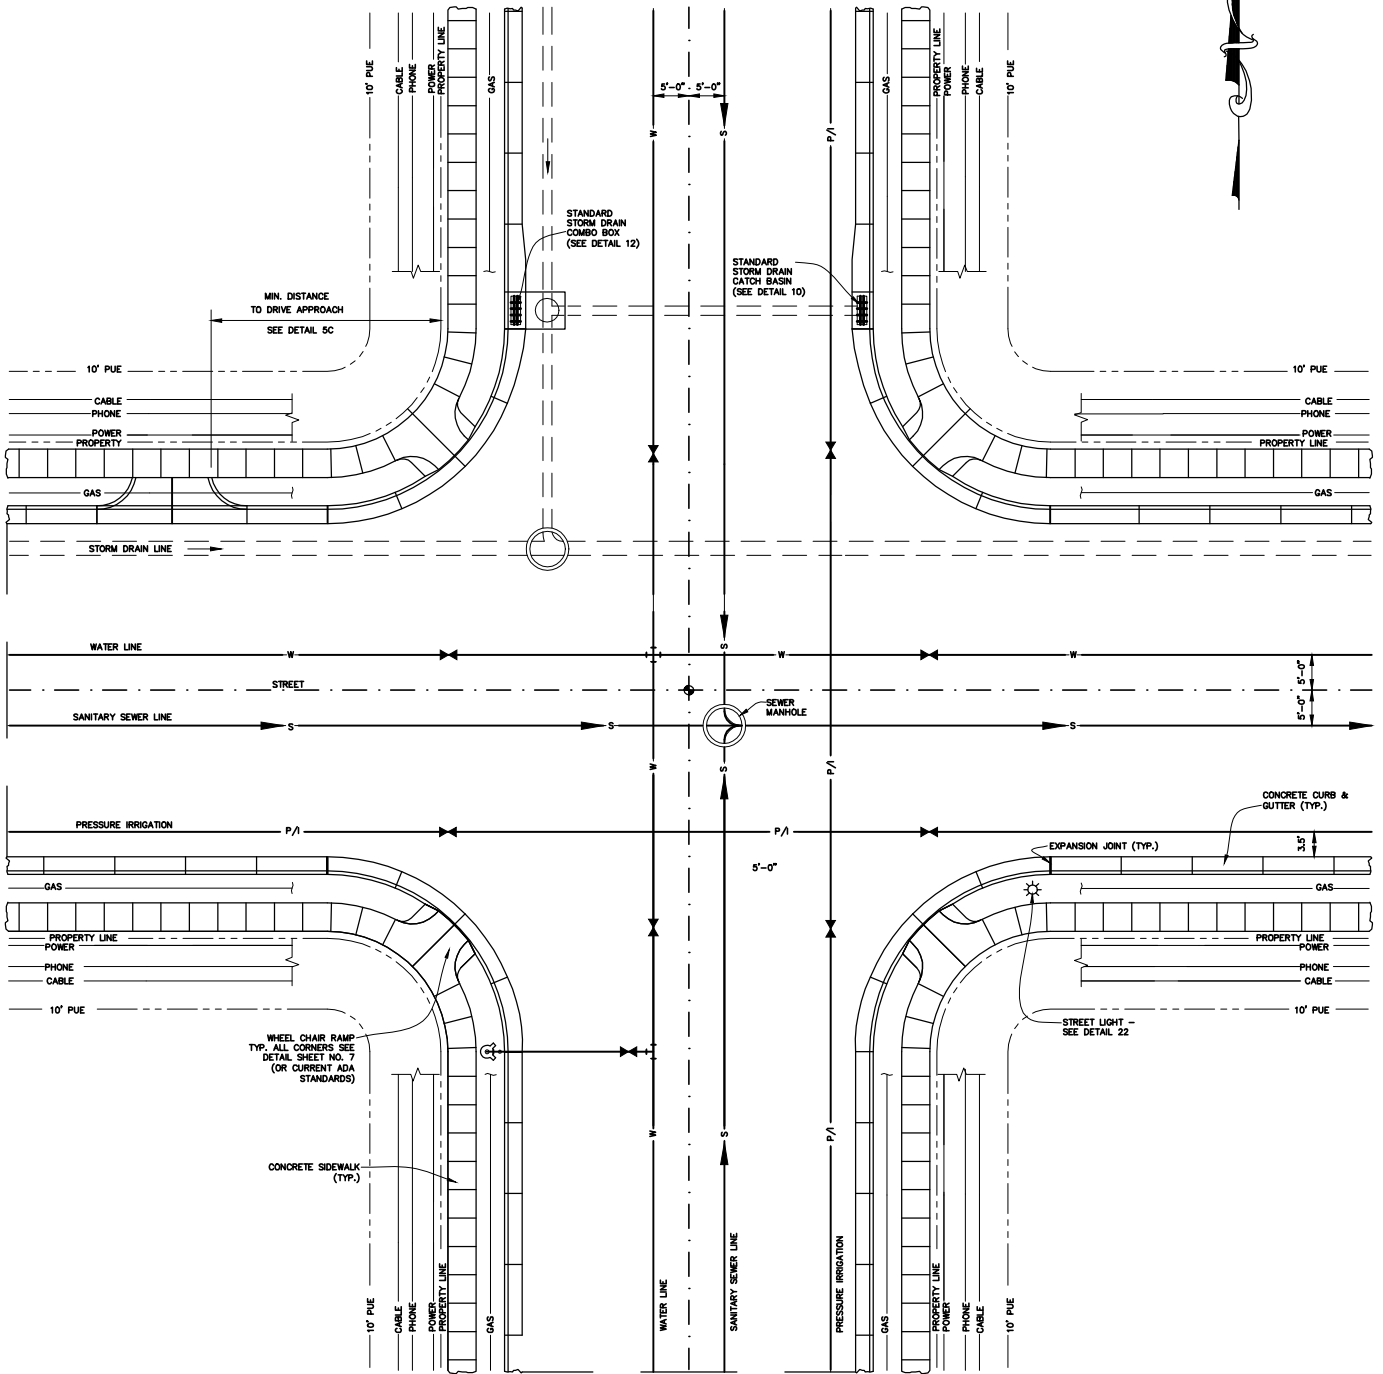 10' PUE
CABLE
PHONE
POWER
PROPERTY LINE
GAS
W
5'-0"
5'-0"
S
P/I
GAS
PROPERTY LINE
POWER
PHONE
CABLE
10' PUE
STANDARD
STORM DRAIN
COMBO BOX
(SEE DETAIL 12)
STANDARD
STORM DRAIN
CATCH BASIN
(SEE DETAIL 10)
MIN. DISTANCE
TO DRIVE APPROACH
SEE DETAIL 5C
10' PUE
CABLE
PHONE
POWER
PROPERTY
GAS
10' PUE
CABLE
PHONE
POWER
PROPERTY LINE
GAS
STORM DRAIN LINE
WATER LINE
W
S
W
W
5'-0"
STREET
SEWER
MANHOLE
5'-0"
SANITARY SEWER LINE
S
S
S
W
S
P/I
CONCRETE CURB &
GUTTER (TYP.)
PRESSURE IRRIGATION
P/I
P/I
3.5'
EXPANSION JOINT (TYP.)
5'-0"
GAS
GAS
PROPERTY LINE
POWER
PHONE
CABLE
10' PUE
PROPERTY LINE
POWER
PHONE
CABLE
10' PUE
STREET LIGHT -
SEE DETAIL 22
WHEEL CHAIR RAMP
TYP. ALL CORNERS SEE
DETAIL SHEET NO. 7
(OR CURRENT ADA
STANDARDS)
W
S
P/I
CONCRETE SIDEWALK
(TYP.)
10' PUE
CABLE
PHONE
POWER
PROPERTY LINE
GAS
WATER LINE
SANITARY SEWER LINE
PRESSURE IRRIGATION
GAS
PROPERTY LINE
POWER
PHONE
CABLE
10' PUE